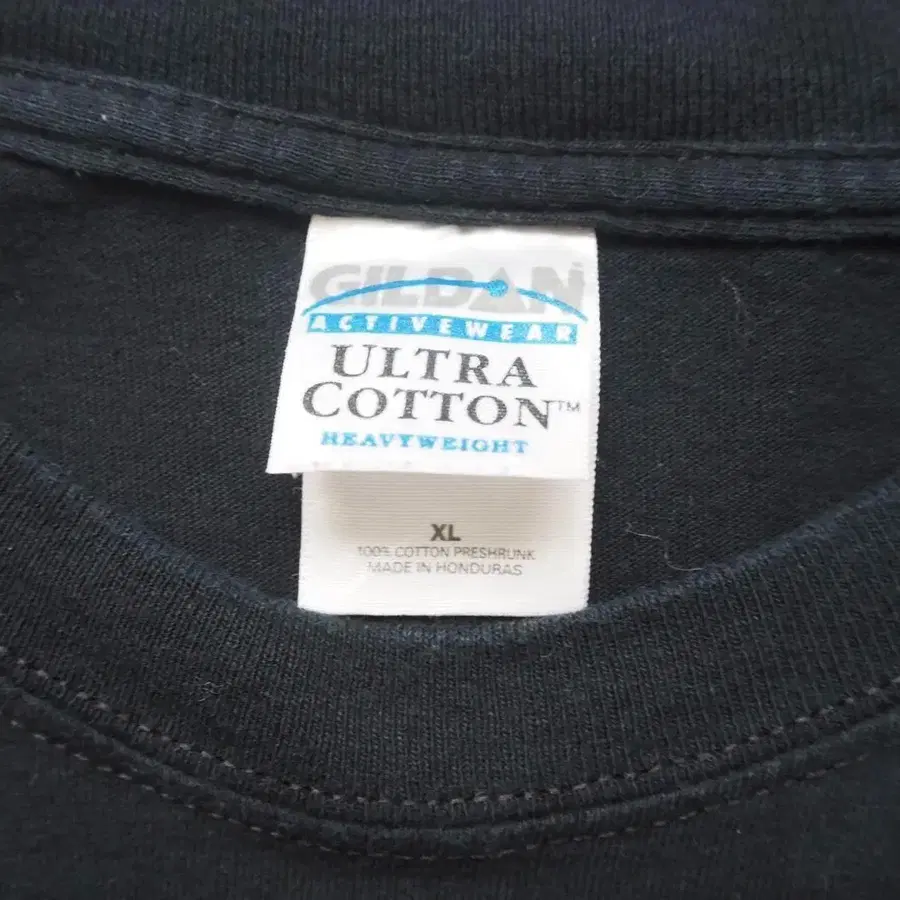 GILDAN
ACTIVEWEAR
ULTRA
COTTON™
HEAVYWEIGHT
XL
100% COTTON PRESHRUNK
MADE IN HONDURAS